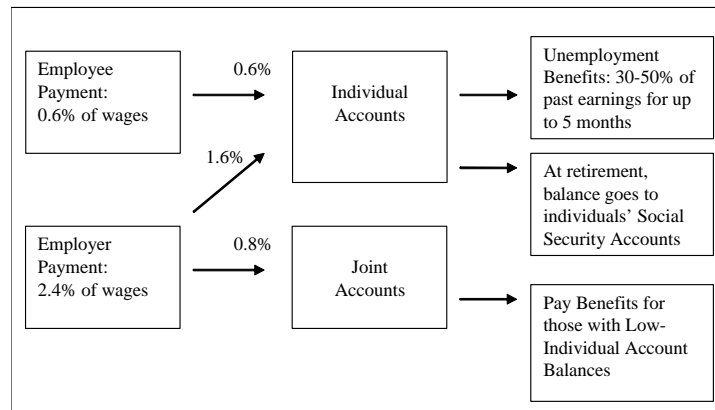 Employee
Payment:
0.6% of wages
0.6%
Individual
Accounts
Unemployment
Benefits: 30-50% of
past earnings for up
to 5 months
1.6%
At retirement,
balance goes to
individuals’ Social
Security Accounts
Employer
Payment:
2.4% of wages
0.8%
Joint
Accounts
Pay Benefits for
those with Low-
Individual Account
Balances